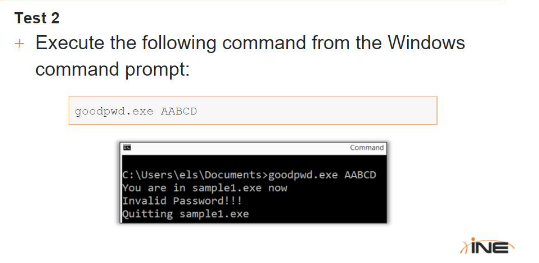 Test 2
+ Execute the following command from the Windows
command prompt:
goodpwd.exe AABCD
Command
C:\Users\els\Documents>goodpwd.exe AABCD
You are in sample1.exe now
Invalid Password!!!
Quitting sample1.exe
INE